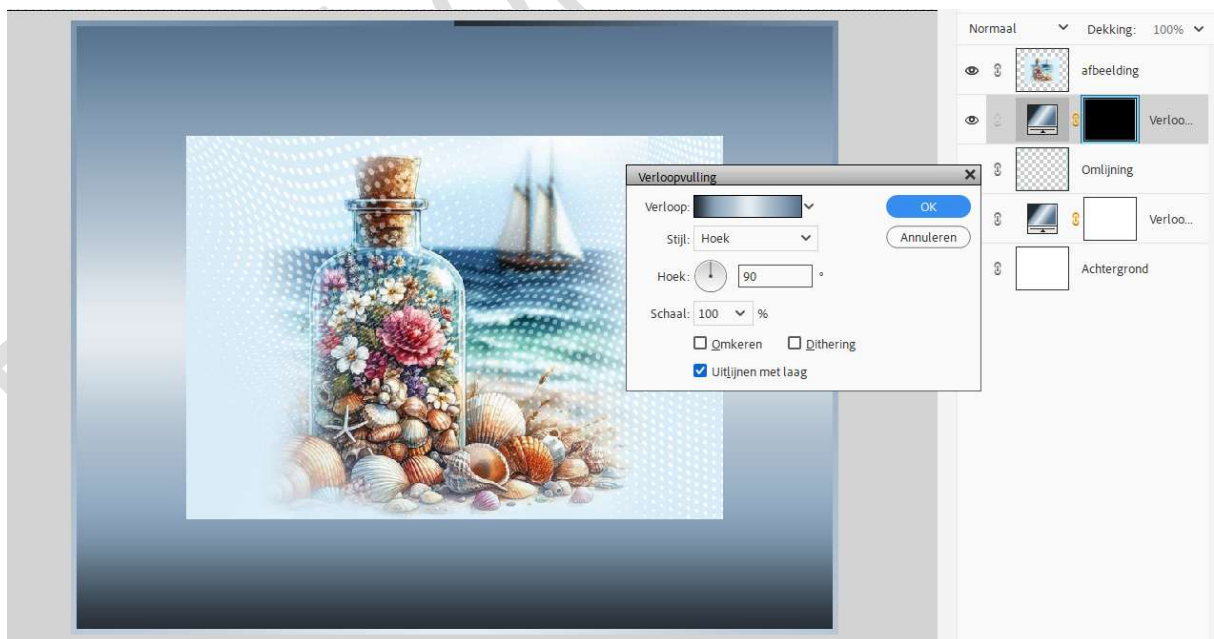 Normaal Dekking: 100%
afbeelding
Verloo...
Omlijning
Verloo...
Achtergrond
Verloopvulling
Verloop:
OK
Stijl: Hoek
Annuleren
Hoek: 90 °
Schaal: 100 %
Omkeren Dithering
Uitlijnen met laag